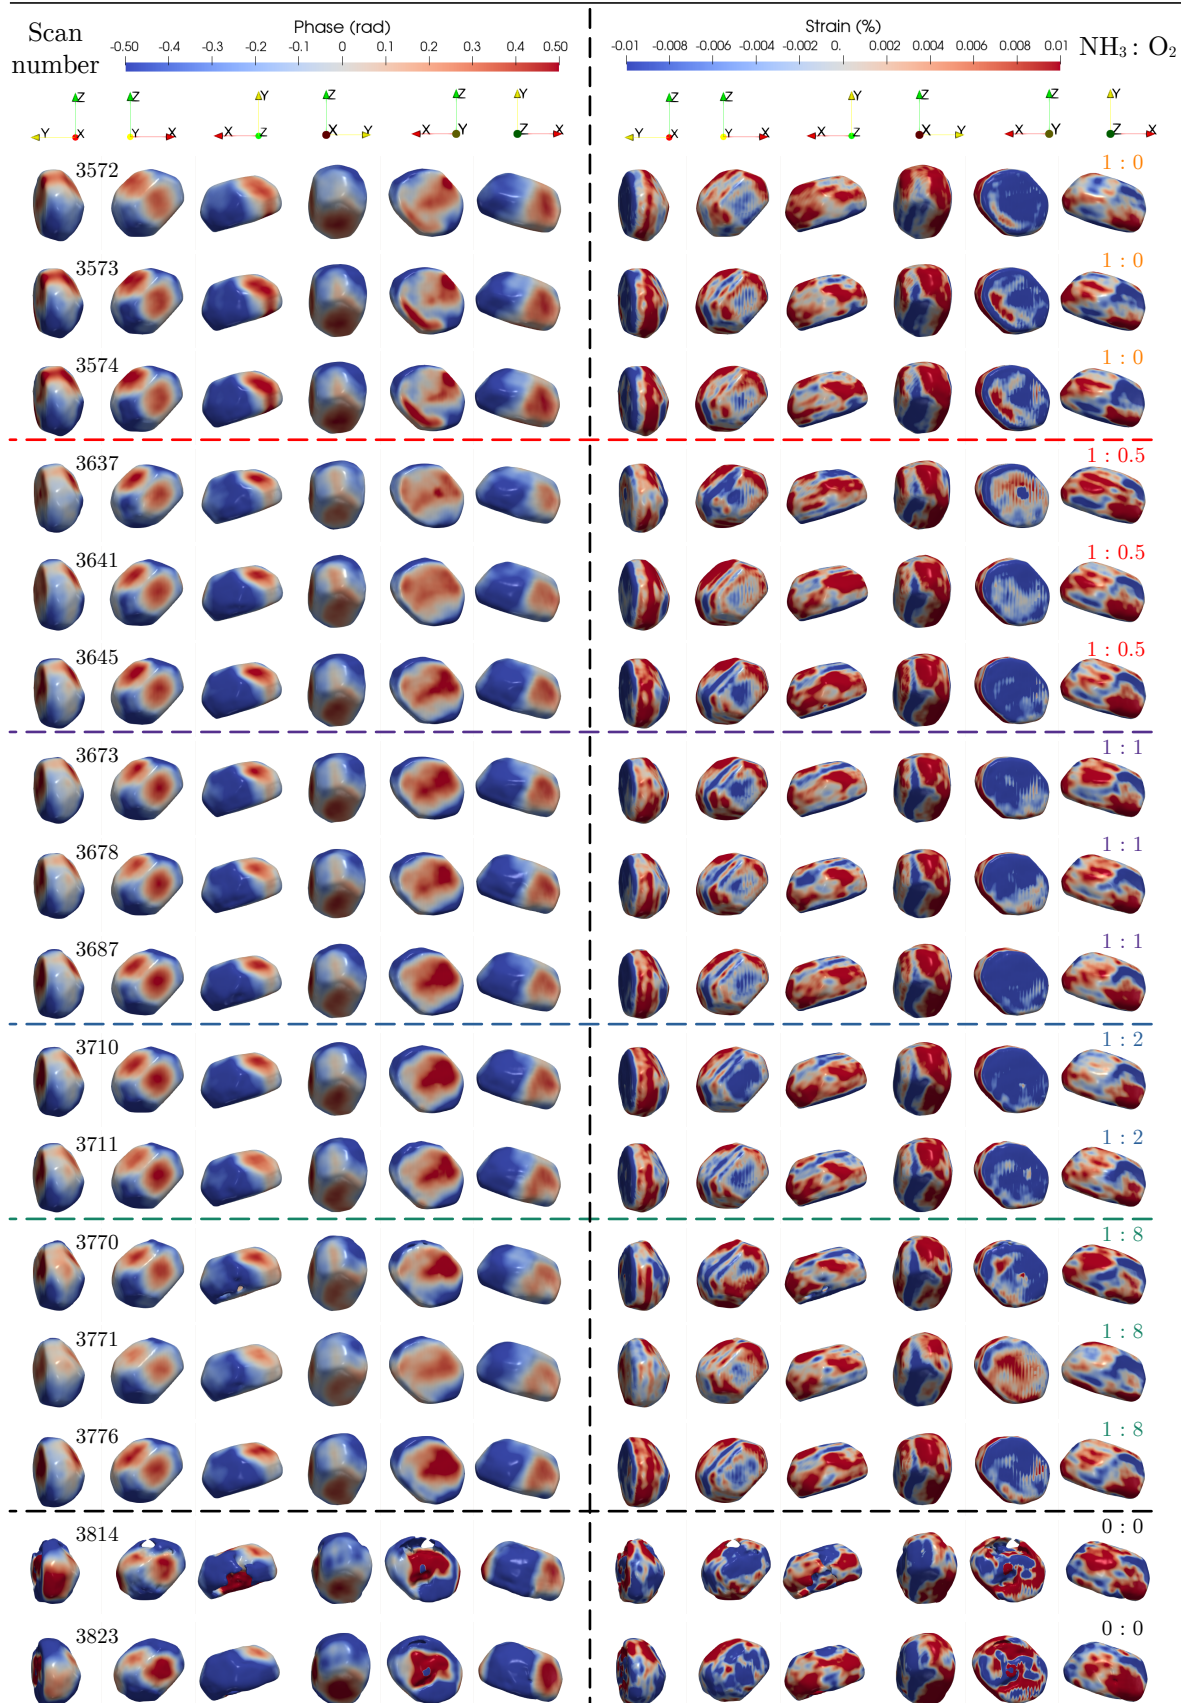 Scan number
Phase (rad)
-0.50 -0.4 -0.3 -0.2 -0.1 0 0.1 0.2 0.3 0.4 0.50
Strain (%)
-0.01 -0.008 -0.006 -0.004 -0.002 0. 0.002 0.004 0.006 0.008 0.01
NH₃ : O₂
Z Y X Z Y X Y X Z Z X Y Z X Y Y Z X
Z Y X Z Y X Y X Z Z X Y Z X Y Y Z X
3572 1 : 0
3573 1 : 0
3574 1 : 0
3637 1 : 0.5
3641 1 : 0.5
3645 1 : 0.5
3673 1 : 1
3678 1 : 1
3687 1 : 1
3710 1 : 2
3711 1 : 2
3770 1 : 8
3771 1 : 8
3776 1 : 8
3814 0 : 0
3823 0 : 0